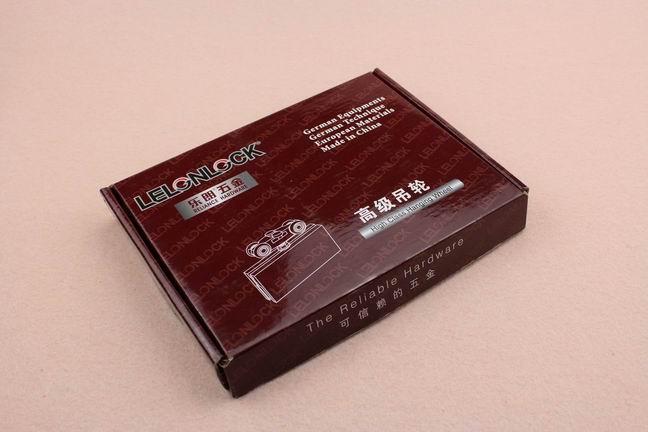 LELONLOCK
乐朗五金
RELIANCE HARDWARE
German Equipments
German Technique
European Materials
Made in China
高级吊轮
High Class Hanging Wheel
The Reliable Hardware
可信赖的五金